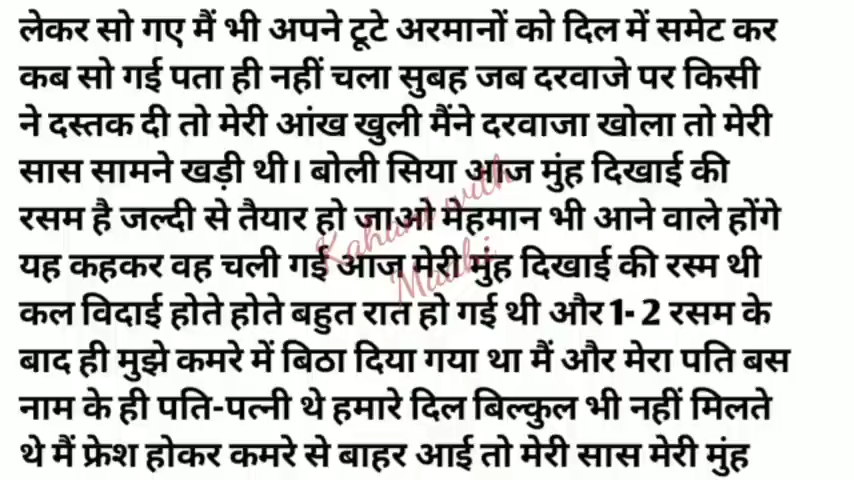 लेकर सो गए मैं भी अपने टूटे अरमानों को दिल में समेट कर
कब सो गई पता ही नहीं चला सुबह जब दरवाजे पर किसी
ने दस्तक दी तो मेरी आंख खुली मैंने दरवाजा खोला तो मेरी
सास सामने खड़ी थी। बोली सिया आज मुंह दिखाई की
रसम है जल्दी से तैयार हो जाओ मेहमान भी आने वाले होंगे
यह कहकर वह चली गई आज मेरी मुंह दिखाई की रस्म थी
कल विदाई होते होते बहुत रात हो गई थी और 1- 2 रसम के
बाद ही मुझे कमरे में बिठा दिया गया था मैं और मेरा पति बस
नाम के ही पति-पत्नी थे हमारे दिल बिल्कुल भी नहीं मिलते
थे मैं फ्रेश होकर कमरे से बाहर आई तो मेरी सास मेरी मुंह
Kahani with